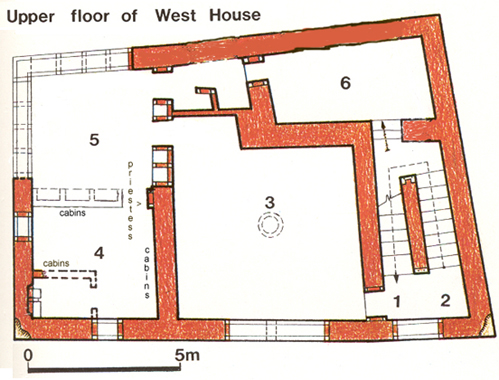 Upper floor of West House
6
5
priestess >
3
cabins
cabins
4
cabins
1
2
0
5m